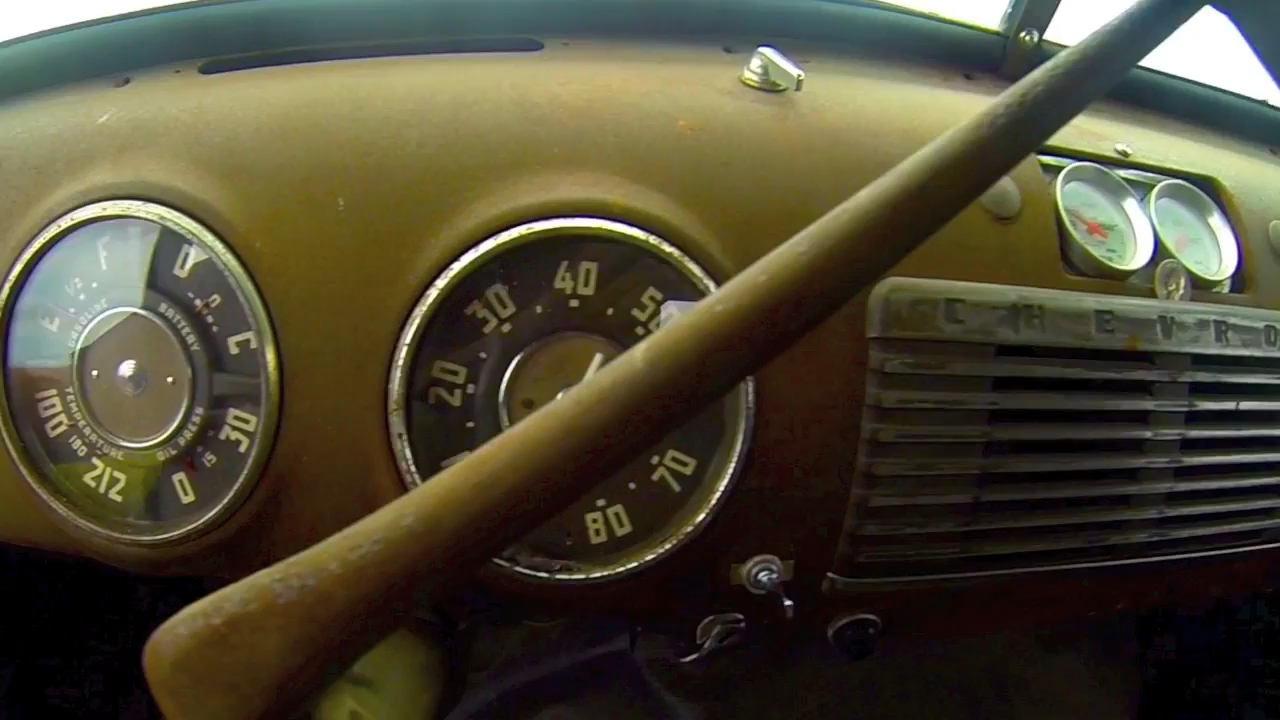 F
1/2
E
GASOLINE
D
0
C
BATTERY
100
180
212
TEMPERATURE
30
15
0
OIL PRESS
20
30
40
50
70
80
CHEVRO